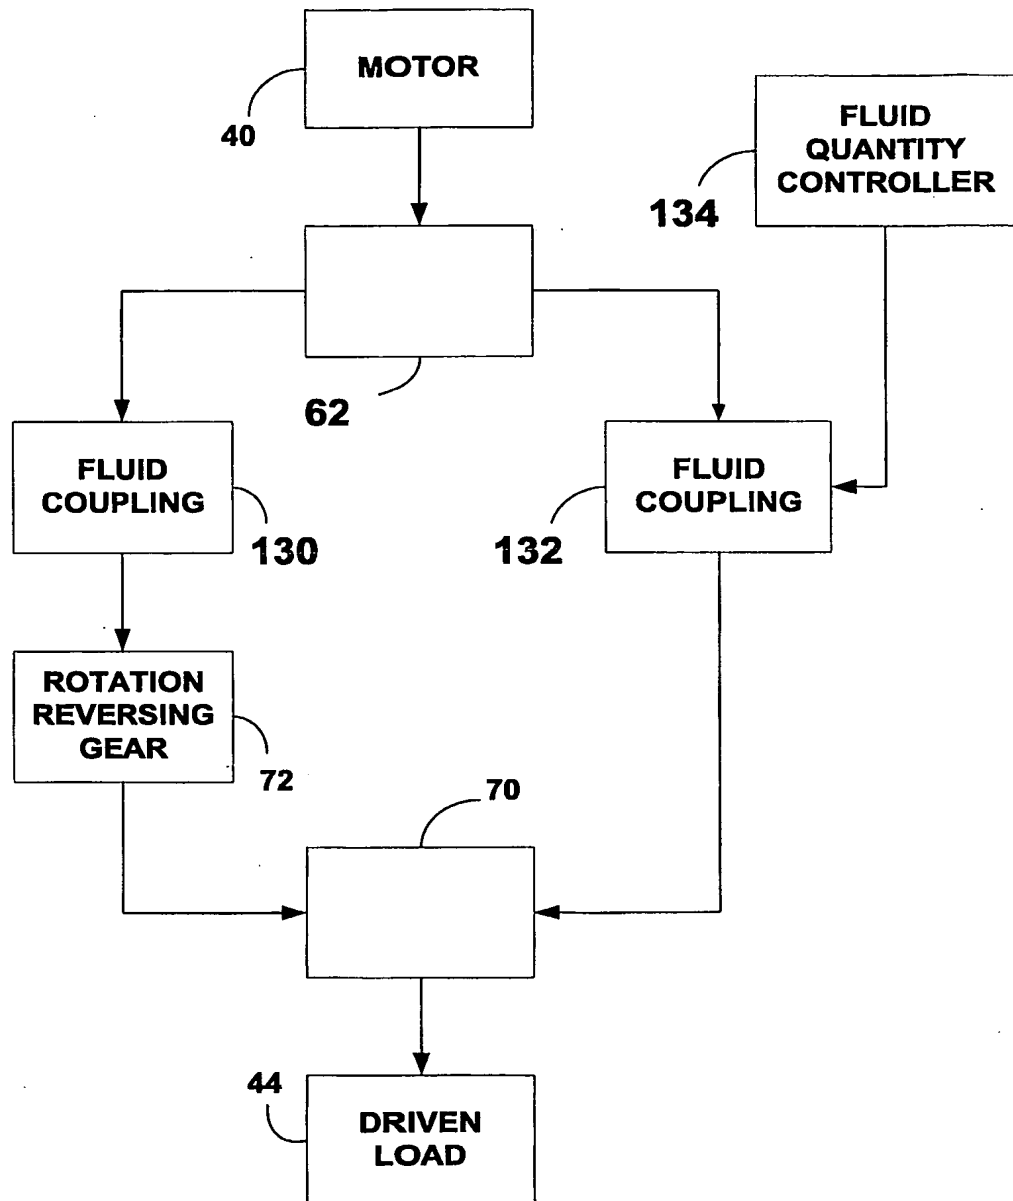 MOTOR
40
FLUID
QUANTITY
CONTROLLER
134
62
FLUID
COUPLING
130
FLUID
COUPLING
132
ROTATION
REVERSING
GEAR
72
70
44
DRIVEN
LOAD